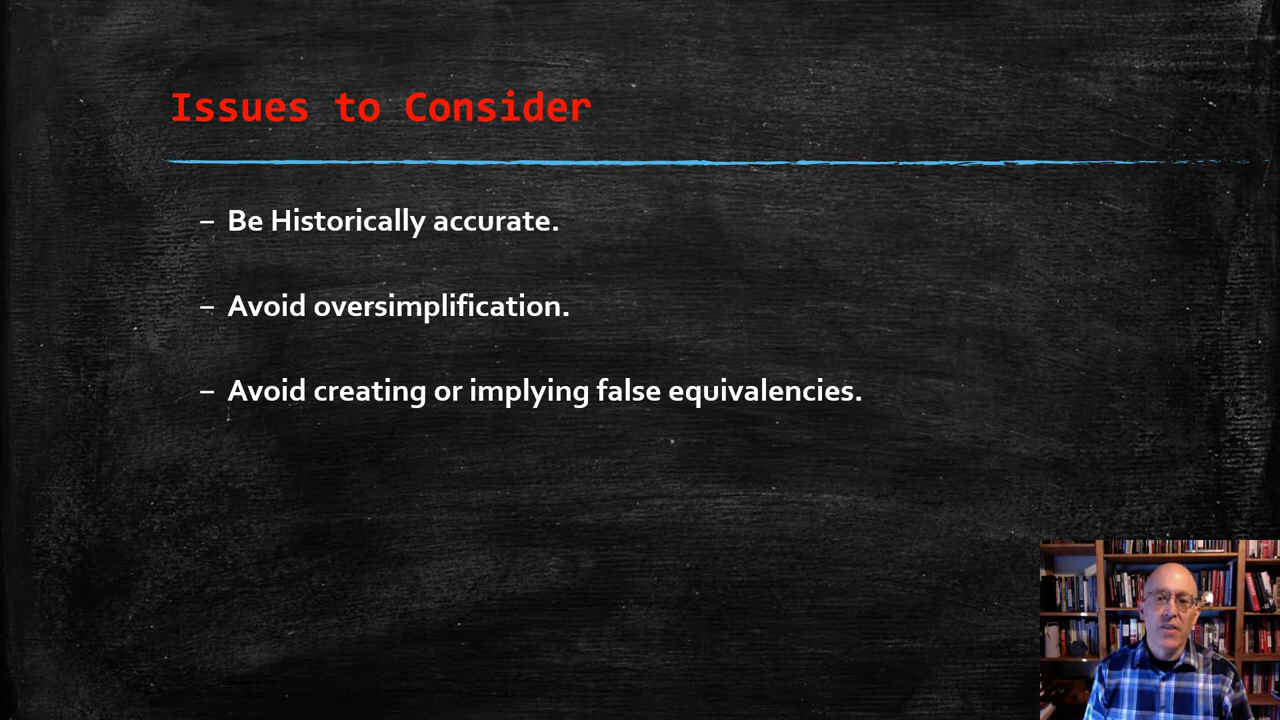 Issues to Consider
– Be Historically accurate.
– Avoid oversimplification.
– Avoid creating or implying false equivalencies.